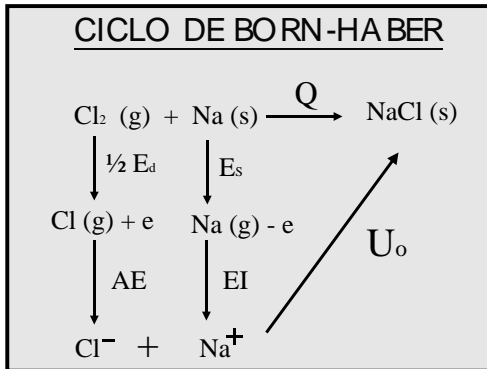 CICLO DE BORN-HABER
Q
Cl₂ (g) + Na (s) NaCl (s)
½ Ed Es
Cl (g) + e Na (g) - e
Uo
AE EI
Cl⁻ + Na⁺